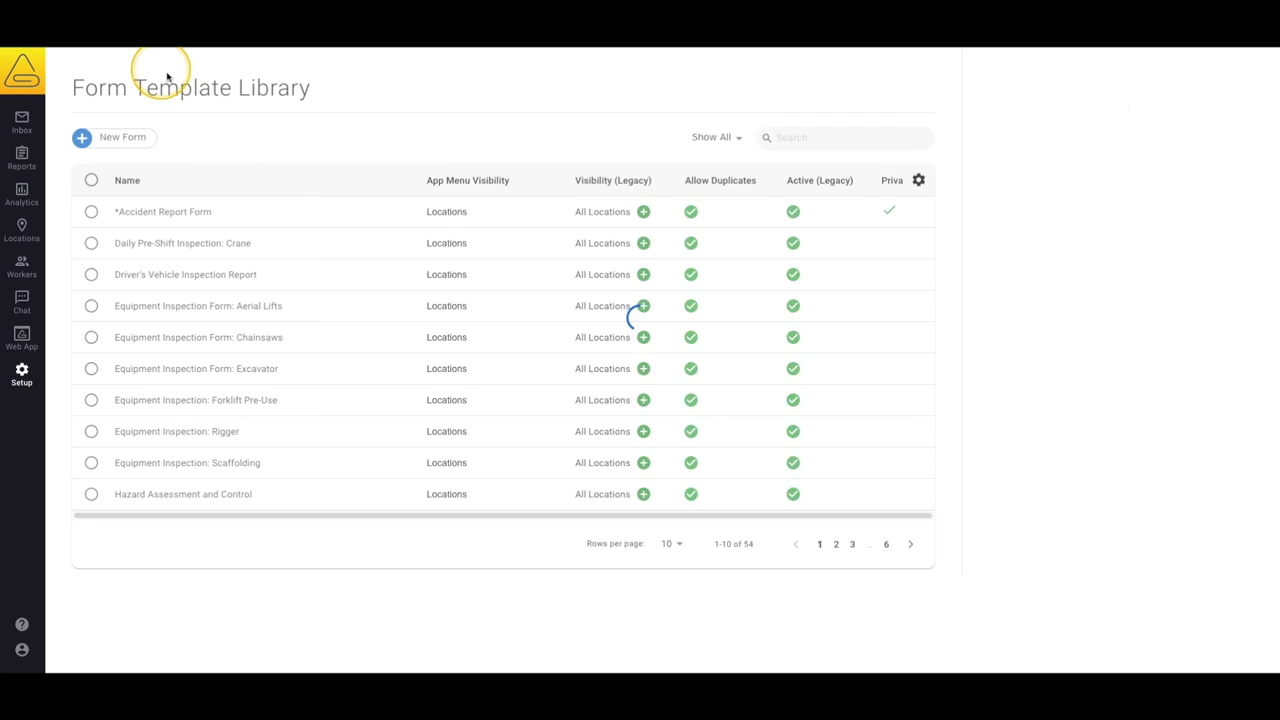 Form Template Library
New Form
Show All
Search
Name App Menu Visibility Visibility (Legacy) Allow Duplicates Active (Legacy) Priva
*Accident Report Form Locations All Locations
Daily Pre-Shift Inspection: Crane Locations All Locations
Driver's Vehicle Inspection Report Locations All Locations
Equipment Inspection Form: Aerial Lifts Locations All Locations
Equipment Inspection Form: Chainsaws Locations All Locations
Equipment Inspection Form: Excavator Locations All Locations
Equipment Inspection: Forklift Pre-Use Locations All Locations
Equipment Inspection: Rigger Locations All Locations
Equipment Inspection: Scaffolding Locations All Locations
Hazard Assessment and Control Locations All Locations
Rows per page: 10 1-10 of 54 1 2 3 ... 6
Inbox
Reports
Analytics
Locations
Workers
Chat
Web App
Setup